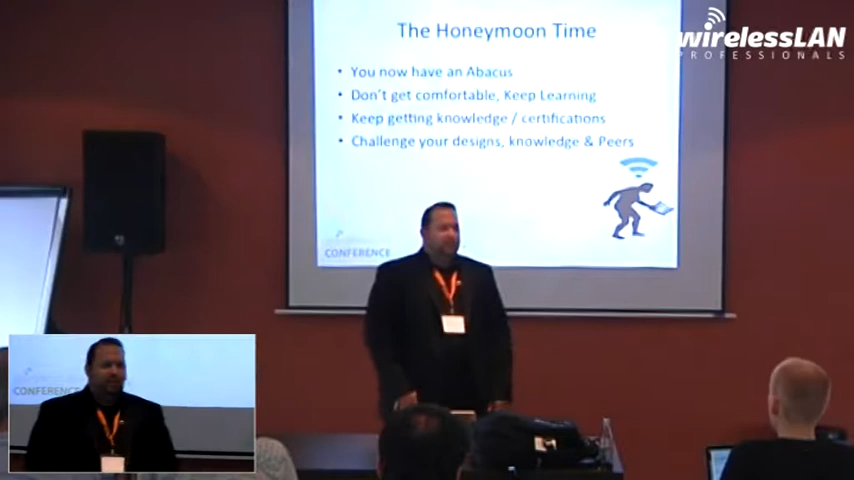 The Honeymoon Time
wirelessLAN
PROFESSIONALS
• You now have an Abacus
• Don't get comfortable, Keep Learning
• Keep getting knowledge / certifications
• Challenge your designs, knowledge & Peers
CONFERENCE
CONFERENCE